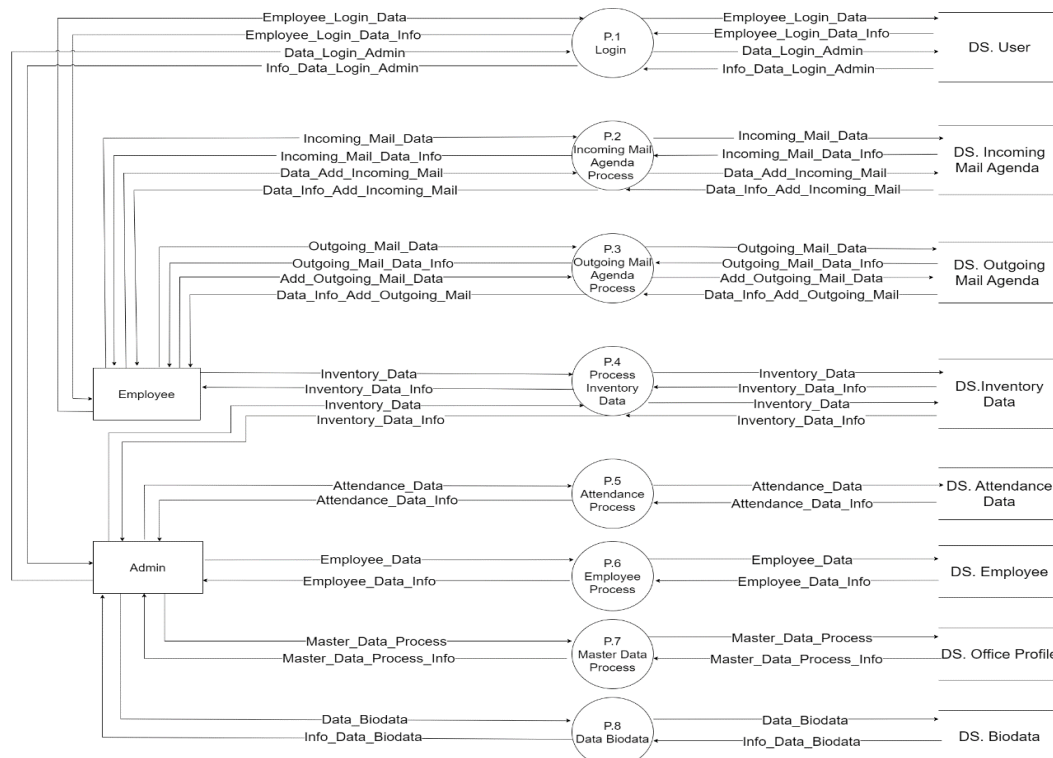 Employee_Login_Data
Employee_Login_Data_Info
Data_Login_Admin
Info_Data_Login_Admin
P.1
Login
Employee_Login_Data
Employee_Login_Data_Info
Data_Login_Admin
Info_Data_Login_Admin
DS. User
Incoming_Mail_Data
Incoming_Mail_Data_Info
Data_Add_Incoming_Mail
Data_Info_Add_Incoming_Mail
P.2
Incoming Mail
Agenda
Process
Incoming_Mail_Data
Incoming_Mail_Data_Info
Data_Add_Incoming_Mail
Data_Info_Add_Incoming_Mail
DS. Incoming
Mail Agenda
Outgoing_Mail_Data
Outgoing_Mail_Data_Info
Add_Outgoing_Mail_Data
Data_Info_Add_Outgoing_Mail
P.3
Outgoing Mail
Agenda
Process
Outgoing_Mail_Data
Outgoing_Mail_Data_Info
Add_Outgoing_Mail_Data
Data_Info_Add_Outgoing_Mail
DS. Outgoing
Mail Agenda
Employee
Inventory_Data
Inventory_Data_Info
Inventory_Data
Inventory_Data_Info
P.4
Process
Inventory
Data
Inventory_Data
Inventory_Data_Info
Inventory_Data
Inventory_Data_Info
DS.Inventory
Data
Attendance_Data
Attendance_Data_Info
P.5
Attendance
Process
Attendance_Data
Attendance_Data_Info
DS. Attendance
Data
Admin
Employee_Data
Employee_Data_Info
P.6
Employee
Process
Employee_Data
Employee_Data_Info
DS. Employee
Master_Data_Process
Master_Data_Process_Info
P.7
Master Data
Process
Master_Data_Process
Master_Data_Process_Info
DS. Office Profile
Data_Biodata
Info_Data_Biodata
P.8
Data Biodata
Data_Biodata
Info_Data_Biodata
DS. Biodata